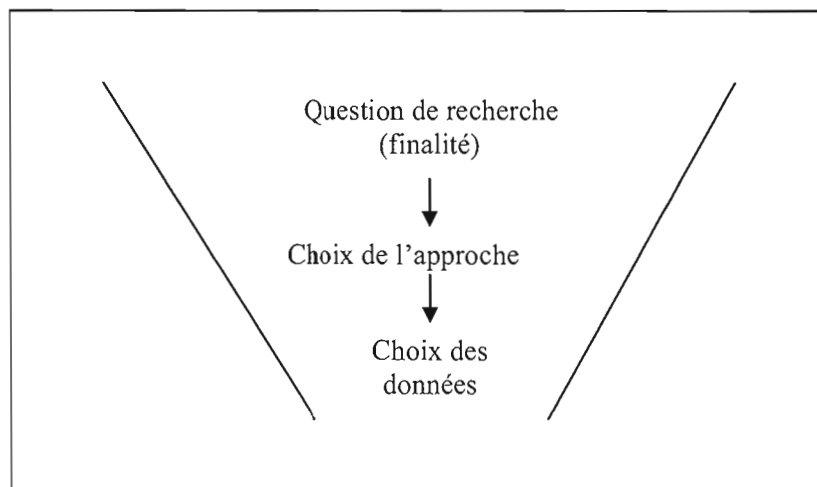 Question de recherche
(finalité)
Choix de l'approche
Choix des
données